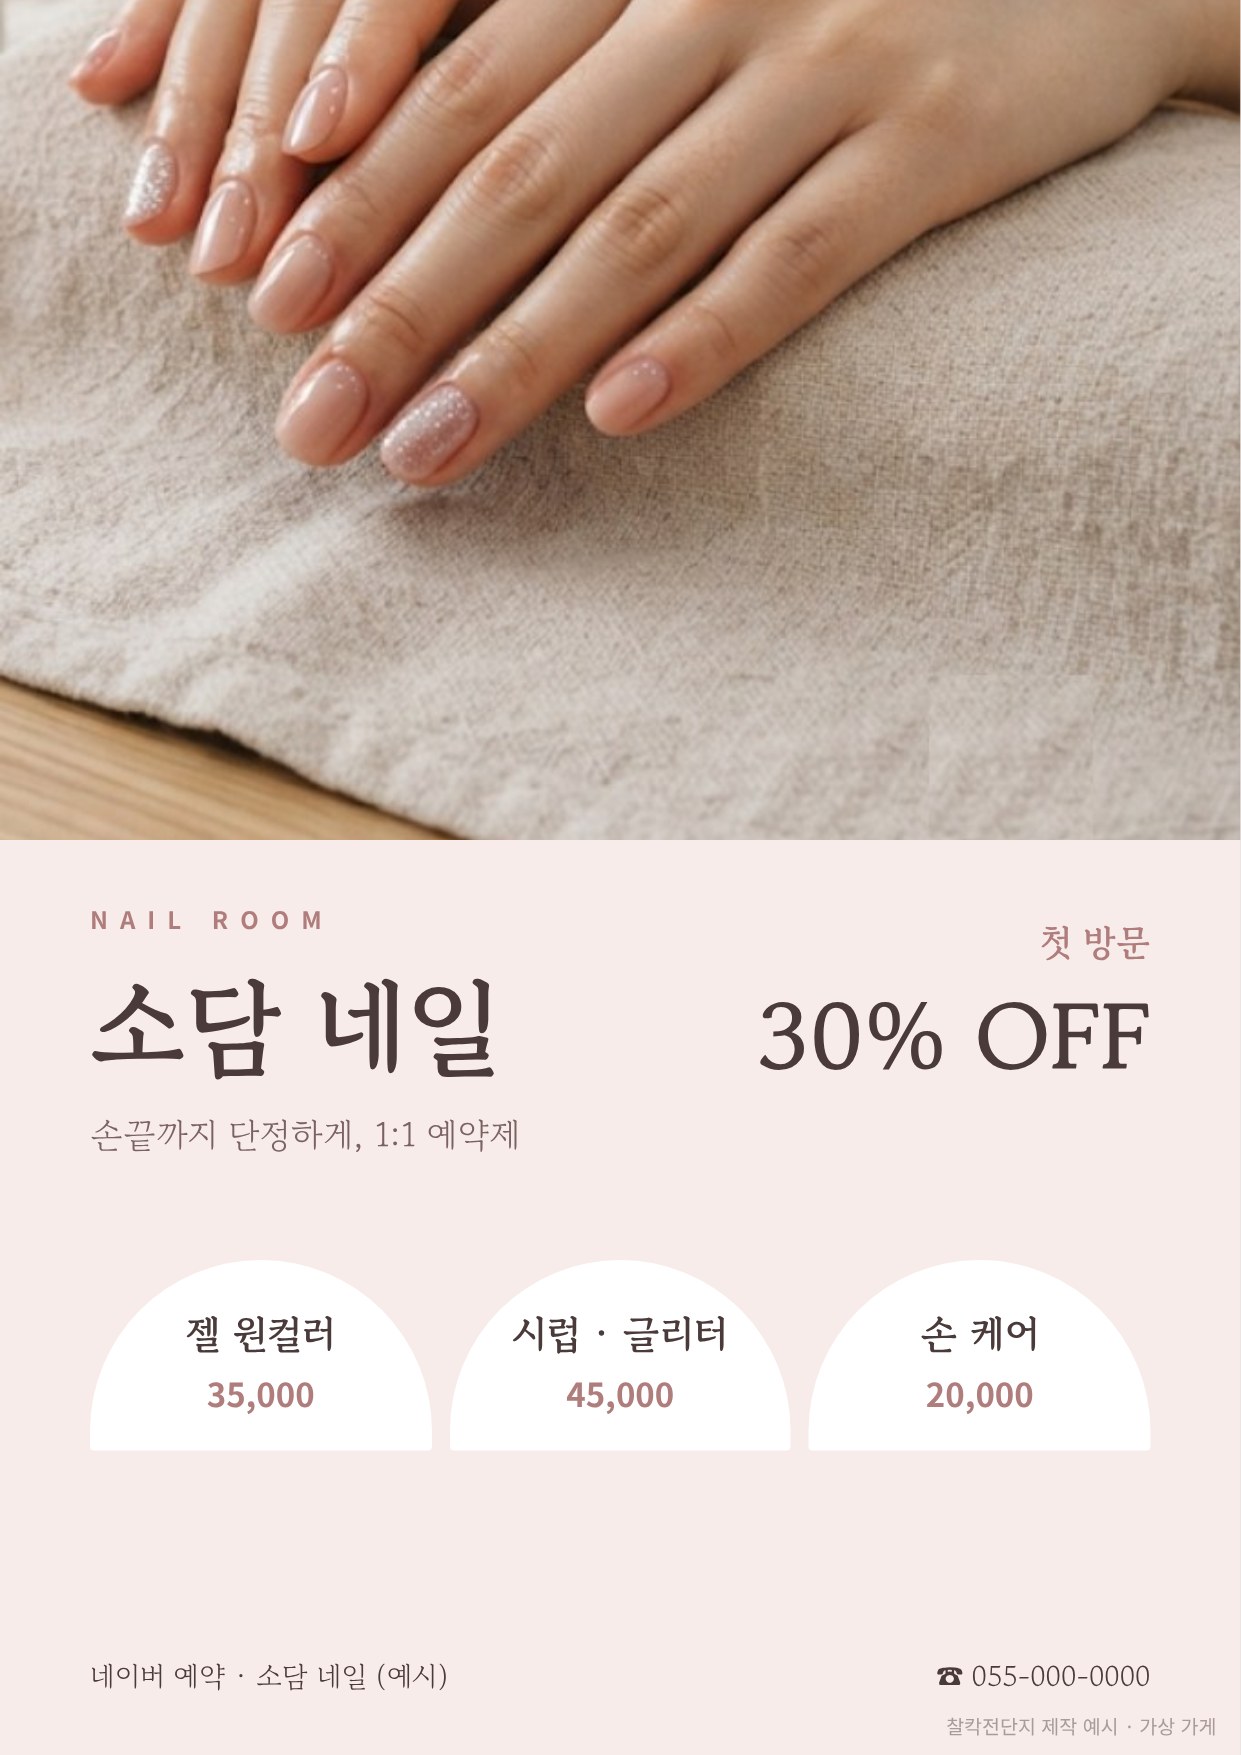 NAIL ROOM
소담 네일
손끝까지 단정하게, 1:1 예약제
첫 방문
30% OFF
젤 원컬러
35,000
시럽 · 글리터
45,000
손 케어
20,000
네이버 예약 · 소담 네일 (예시)
☎ 055-000-0000
찰칵전단지 제작 예시 · 가상 가게